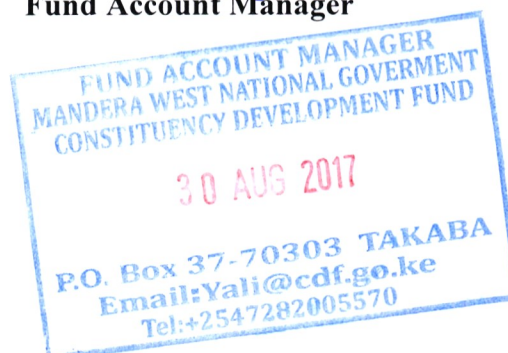 Fund Account Manager
FUND ACCOUNT MANAGER
MANDERA WEST NATIONAL GOVERMENT
CONSTITUENCY DEVELOPMENT FUND
30 AUG 2017
P.O. Box 37-70303 TAKABA
Email:Yali@cdf.go.ke
Tel:+2547282005570